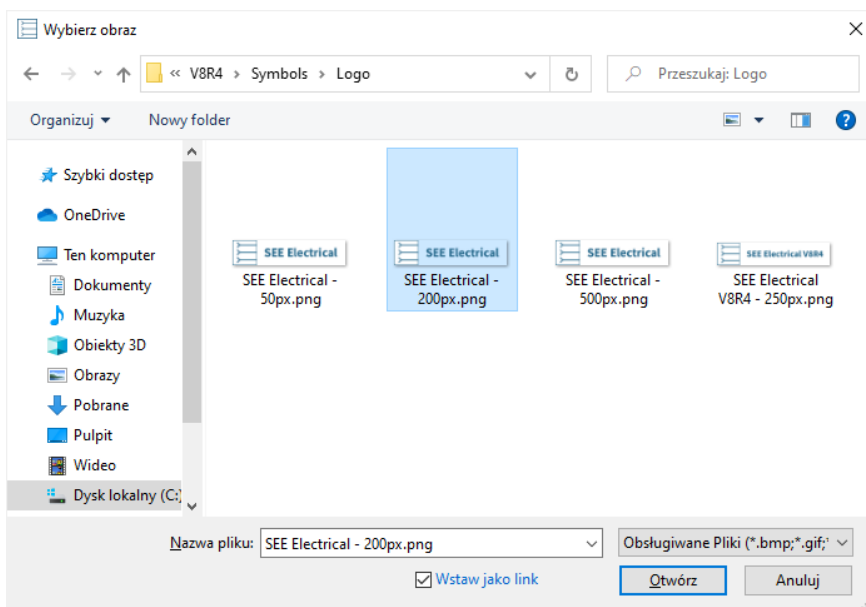 Wybierz obraz
« V8R4 › Symbols › Logo
Przeszukaj: Logo
Organizuj
Nowy folder
Szybki dostęp
OneDrive
Ten komputer
Dokumenty
Muzyka
Obiekty 3D
Obrazy
Pobrane
Pulpit
Wideo
Dysk lokalny (C:)
SEE Electrical
SEE Electrical -
50px.png
SEE Electrical
SEE Electrical -
200px.png
SEE Electrical
SEE Electrical -
500px.png
SEE Electrical V8R4
SEE Electrical
V8R4 - 250px.png
Nazwa pliku:
SEE Electrical - 200px.png
Obsługiwane Pliki (*.bmp;*.gif;*
Wstaw jako link
Otwórz
Anuluj